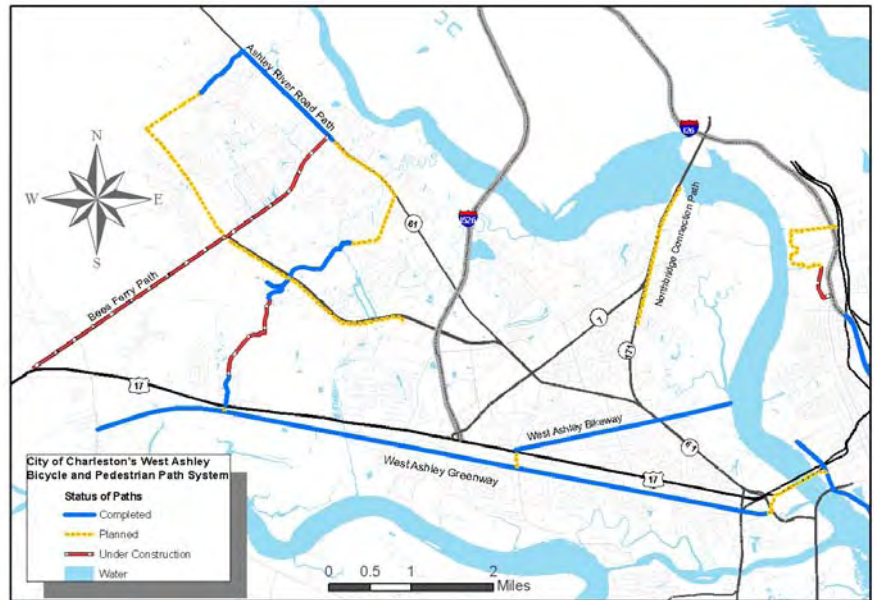 Ashley River Road Path
126
N
W
E
S
1526
61
Northbridge Connection Path
Bees Ferry Path
7
171
17
West Ashley Bikeway
61
West Ashley Greenway
17
City of Charleston's West Ashley
Bicycle and Pedestrian Path System
Status of Paths
Completed
Planned
Under Construction
Water
0 0.5 1 2
Miles